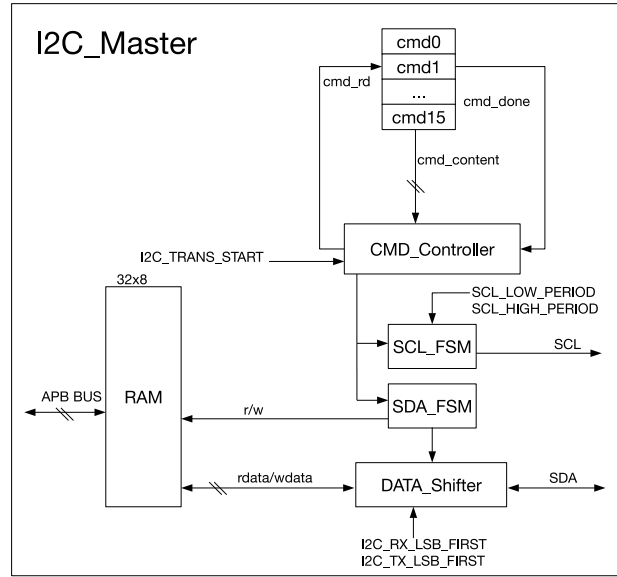 I2C_Master
cmd0
cmd1
cmd_rd
...
cmd_done
cmd15
cmd_content
CMD_Controller
I2C_TRANS_START
32x8
SCL_LOW_PERIOD
SCL_HIGH_PERIOD
SCL_FSM
SCL
APB BUS
RAM
SDA_FSM
r/w
rdata/wdata
DATA_Shifter
SDA
I2C_RX_LSB_FIRST
I2C_TX_LSB_FIRST